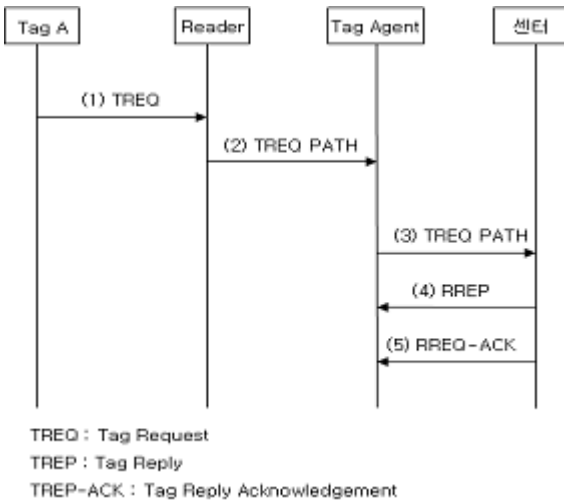 Tag A Reader Tag Agent 센터
(1) TREQ
(2) TREQ PATH
(3) TREQ PATH
(4) RREP
(5) RREQ-ACK
TREQ : Tag Request
TREP : Tag Reply
TREP-ACK : Tag Reply Acknowledgement